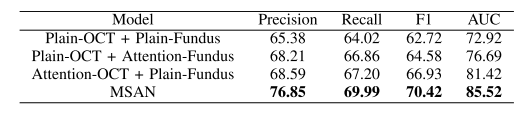 Model Precision Recall F1 AUC
Plain-OCT + Plain-Fundus 65.38 64.02 62.72 72.92
Plain-OCT + Attention-Fundus 68.21 66.86 64.58 76.69
Attention-OCT + Plain-Fundus 68.59 67.20 66.93 81.42
MSAN 76.85 69.99 70.42 85.52